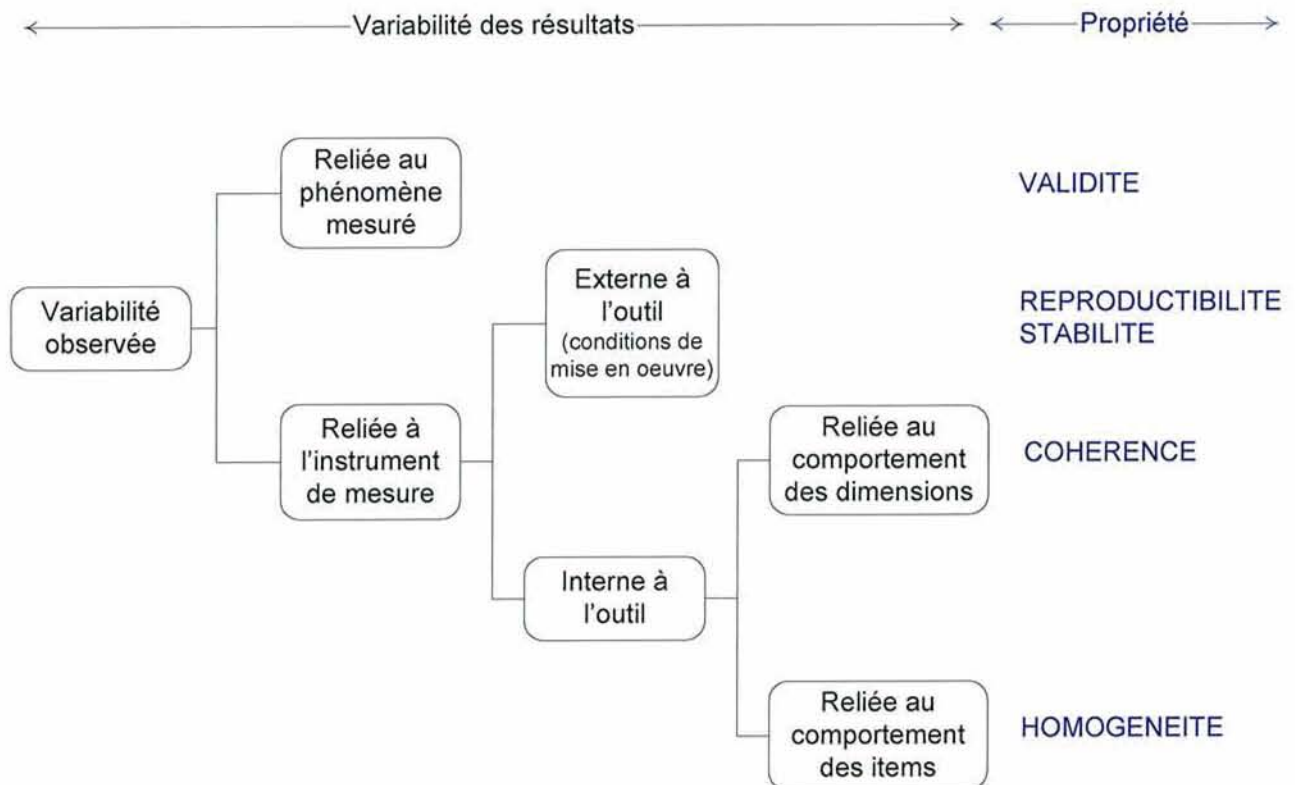 Variabilité des résultats
Propriété
Reliée au
phénomène
mesuré
VALIDITE
Variabilité
observée
Externe à
l'outil
(conditions de
mise en oeuvre)
REPRODUCTIBILITE
STABILITE
Reliée à
l'instrument
de mesure
Reliée au
comportement
des dimensions
COHERENCE
Interne à
l'outil
Reliée au
comportement
des items
HOMOGENEITE